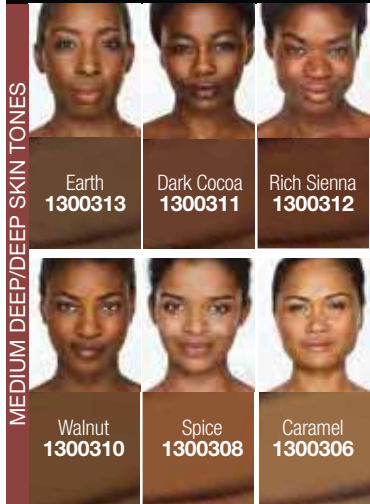 MEDIUM DEEP/DEEP SKIN TONES
Earth
1300313
Dark Cocoa
1300311
Rich Sienna
1300312
Walnut
1300310
Spice
1300308
Caramel
1300306